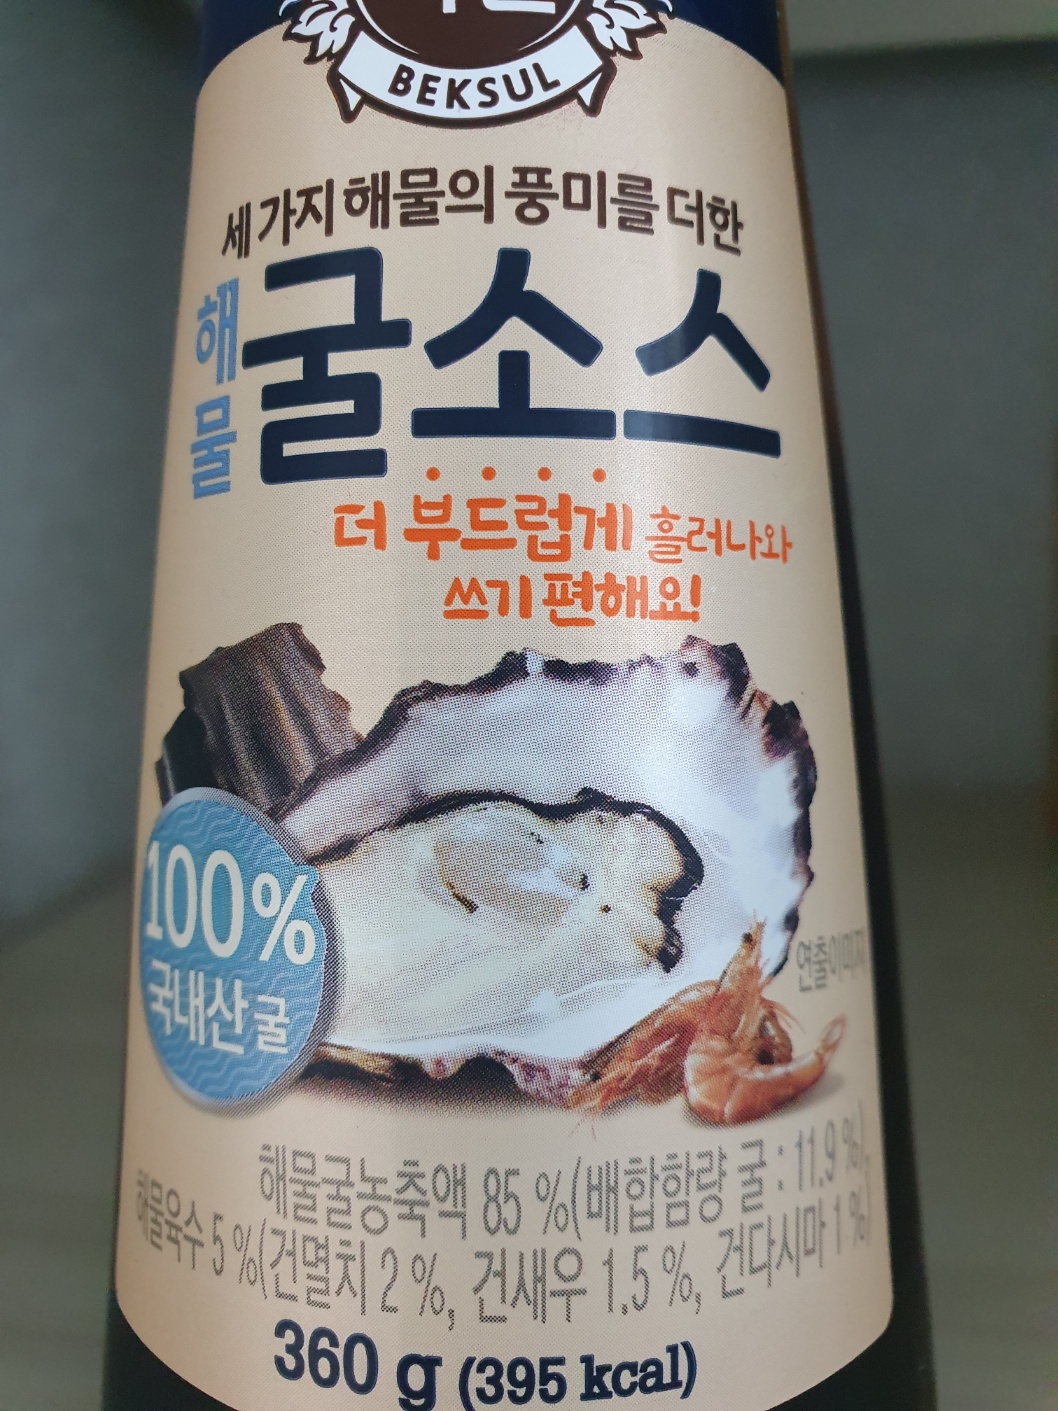 BEKSUL
세 가지 해물의 풍미를 더한
해물
굴소스
더 부드럽게 흘러나와
쓰기 편해요!
100%
국내산 굴
연출이미지
해물굴농축액 85 %(배합함량 굴 : 11.9 %)
해물육수 5 %(건멸치 2 %, 건새우 1.5 %, 건다시마 1 %)
360 g (395 kcal)